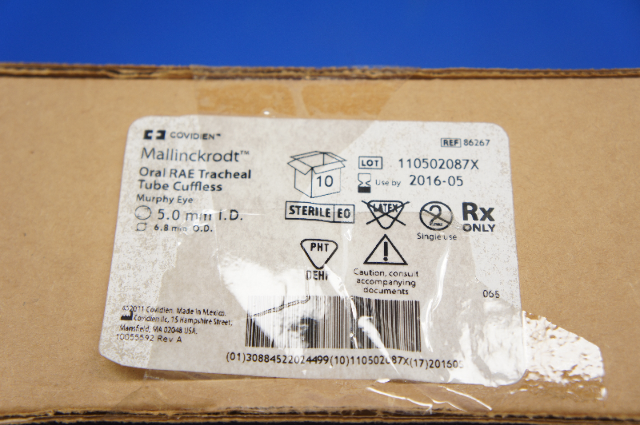 COVIDIEN™
REF 86267
Mallinckrodt™
Oral RAE Tracheal
Tube Cuffless
Murphy Eye
5.0 mm I.D.
6.8 mm O.D.
10
LOT 110502087X
Use by 2016-05
STERILE EO
LATEX
2
Single use
Rx
ONLY
PHT
DEHP
Caution, consult
accompanying
documents
065
©2011 Covidien. Made in Mexico.
Covidien llc, 15 Hampshire Street,
Mansfield, MA 02048 USA.
10055592 Rev A
(01)30884522024499(10)110502087X(17)201605